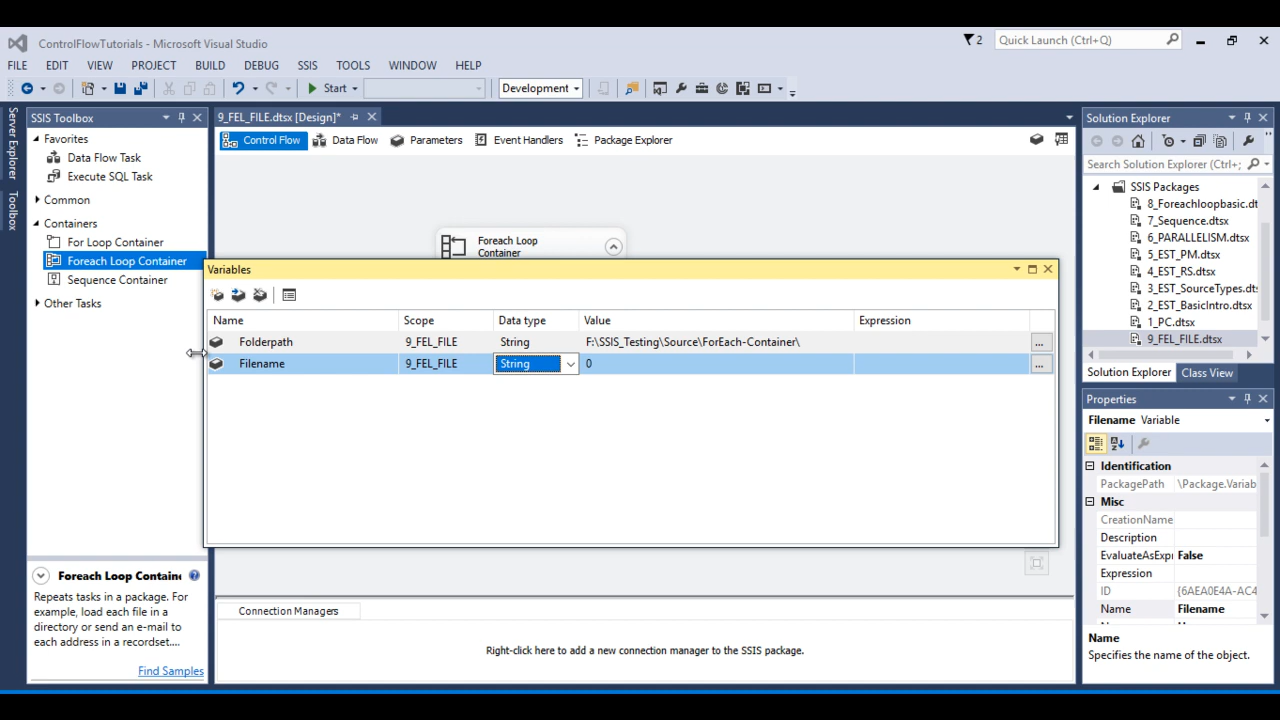 ControlFlowTutorials - Microsoft Visual Studio
2
Quick Launch (Ctrl+Q)
FILE EDIT VIEW PROJECT BUILD DEBUG SSIS TOOLS WINDOW HELP
Start
Development
Server Explorer
Toolbox
SSIS Toolbox
Favorites
Data Flow Task
Execute SQL Task
Common
Containers
For Loop Container
Foreach Loop Container
Sequence Container
Other Tasks
Foreach Loop Containe
Repeats tasks in a package. For
example, load each file in a
directory or send an e-mail to
each address in a recordset....
Find Samples
9_FEL_FILE.dtsx [Design]*
Control Flow Data Flow Parameters Event Handlers Package Explorer
Foreach Loop
Container
Variables
Name Scope Data type Value Expression
Folderpath 9_FEL_FILE String F:\SSIS_Testing\Source\ForEach-Container\ ...
Filename 9_FEL_FILE String 0 ...
Connection Managers
Right-click here to add a new connection manager to the SSIS package.
Solution Explorer
Search Solution Explorer (Ctrl+;
SSIS Packages
8_Foreachloopbasic.dt
7_Sequence.dtsx
6_PARALLELISM.dtsx
5_EST_PM.dtsx
4_EST_RS.dtsx
3_EST_SourceTypes.dts
2_EST_BasicIntro.dtsx
1_PC.dtsx
9_FEL_FILE.dtsx
Solution Explorer Class View
Properties
Filename Variable
Identification
PackagePath \Package.Variab
Misc
CreationName
Description
EvaluateAsExpr False
Expression
ID {6AEA0E4A-AC4
Name Filename
Name
Specifies the name of the object.